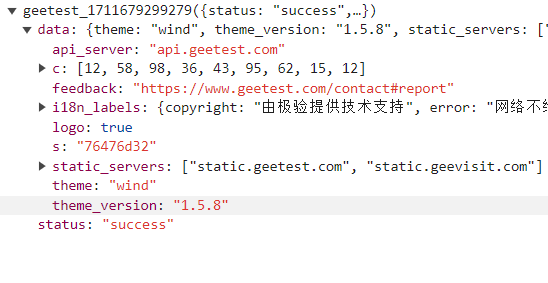 geetest_1711679299279({status: "success",…})
data: {theme: "wind", theme_version: "1.5.8", static_servers: ["
api_server: "api.geetest.com"
c: [12, 58, 98, 36, 43, 95, 62, 15, 12]
feedback: "https://www.geetest.com/contact#report"
i18n_labels: {copyright: "由极验提供技术支持", error: "网络不
logo: true
s: "76476d32"
static_servers: ["static.geetest.com", "static.geevisit.com"]
theme: "wind"
theme_version: "1.5.8"
status: "success"